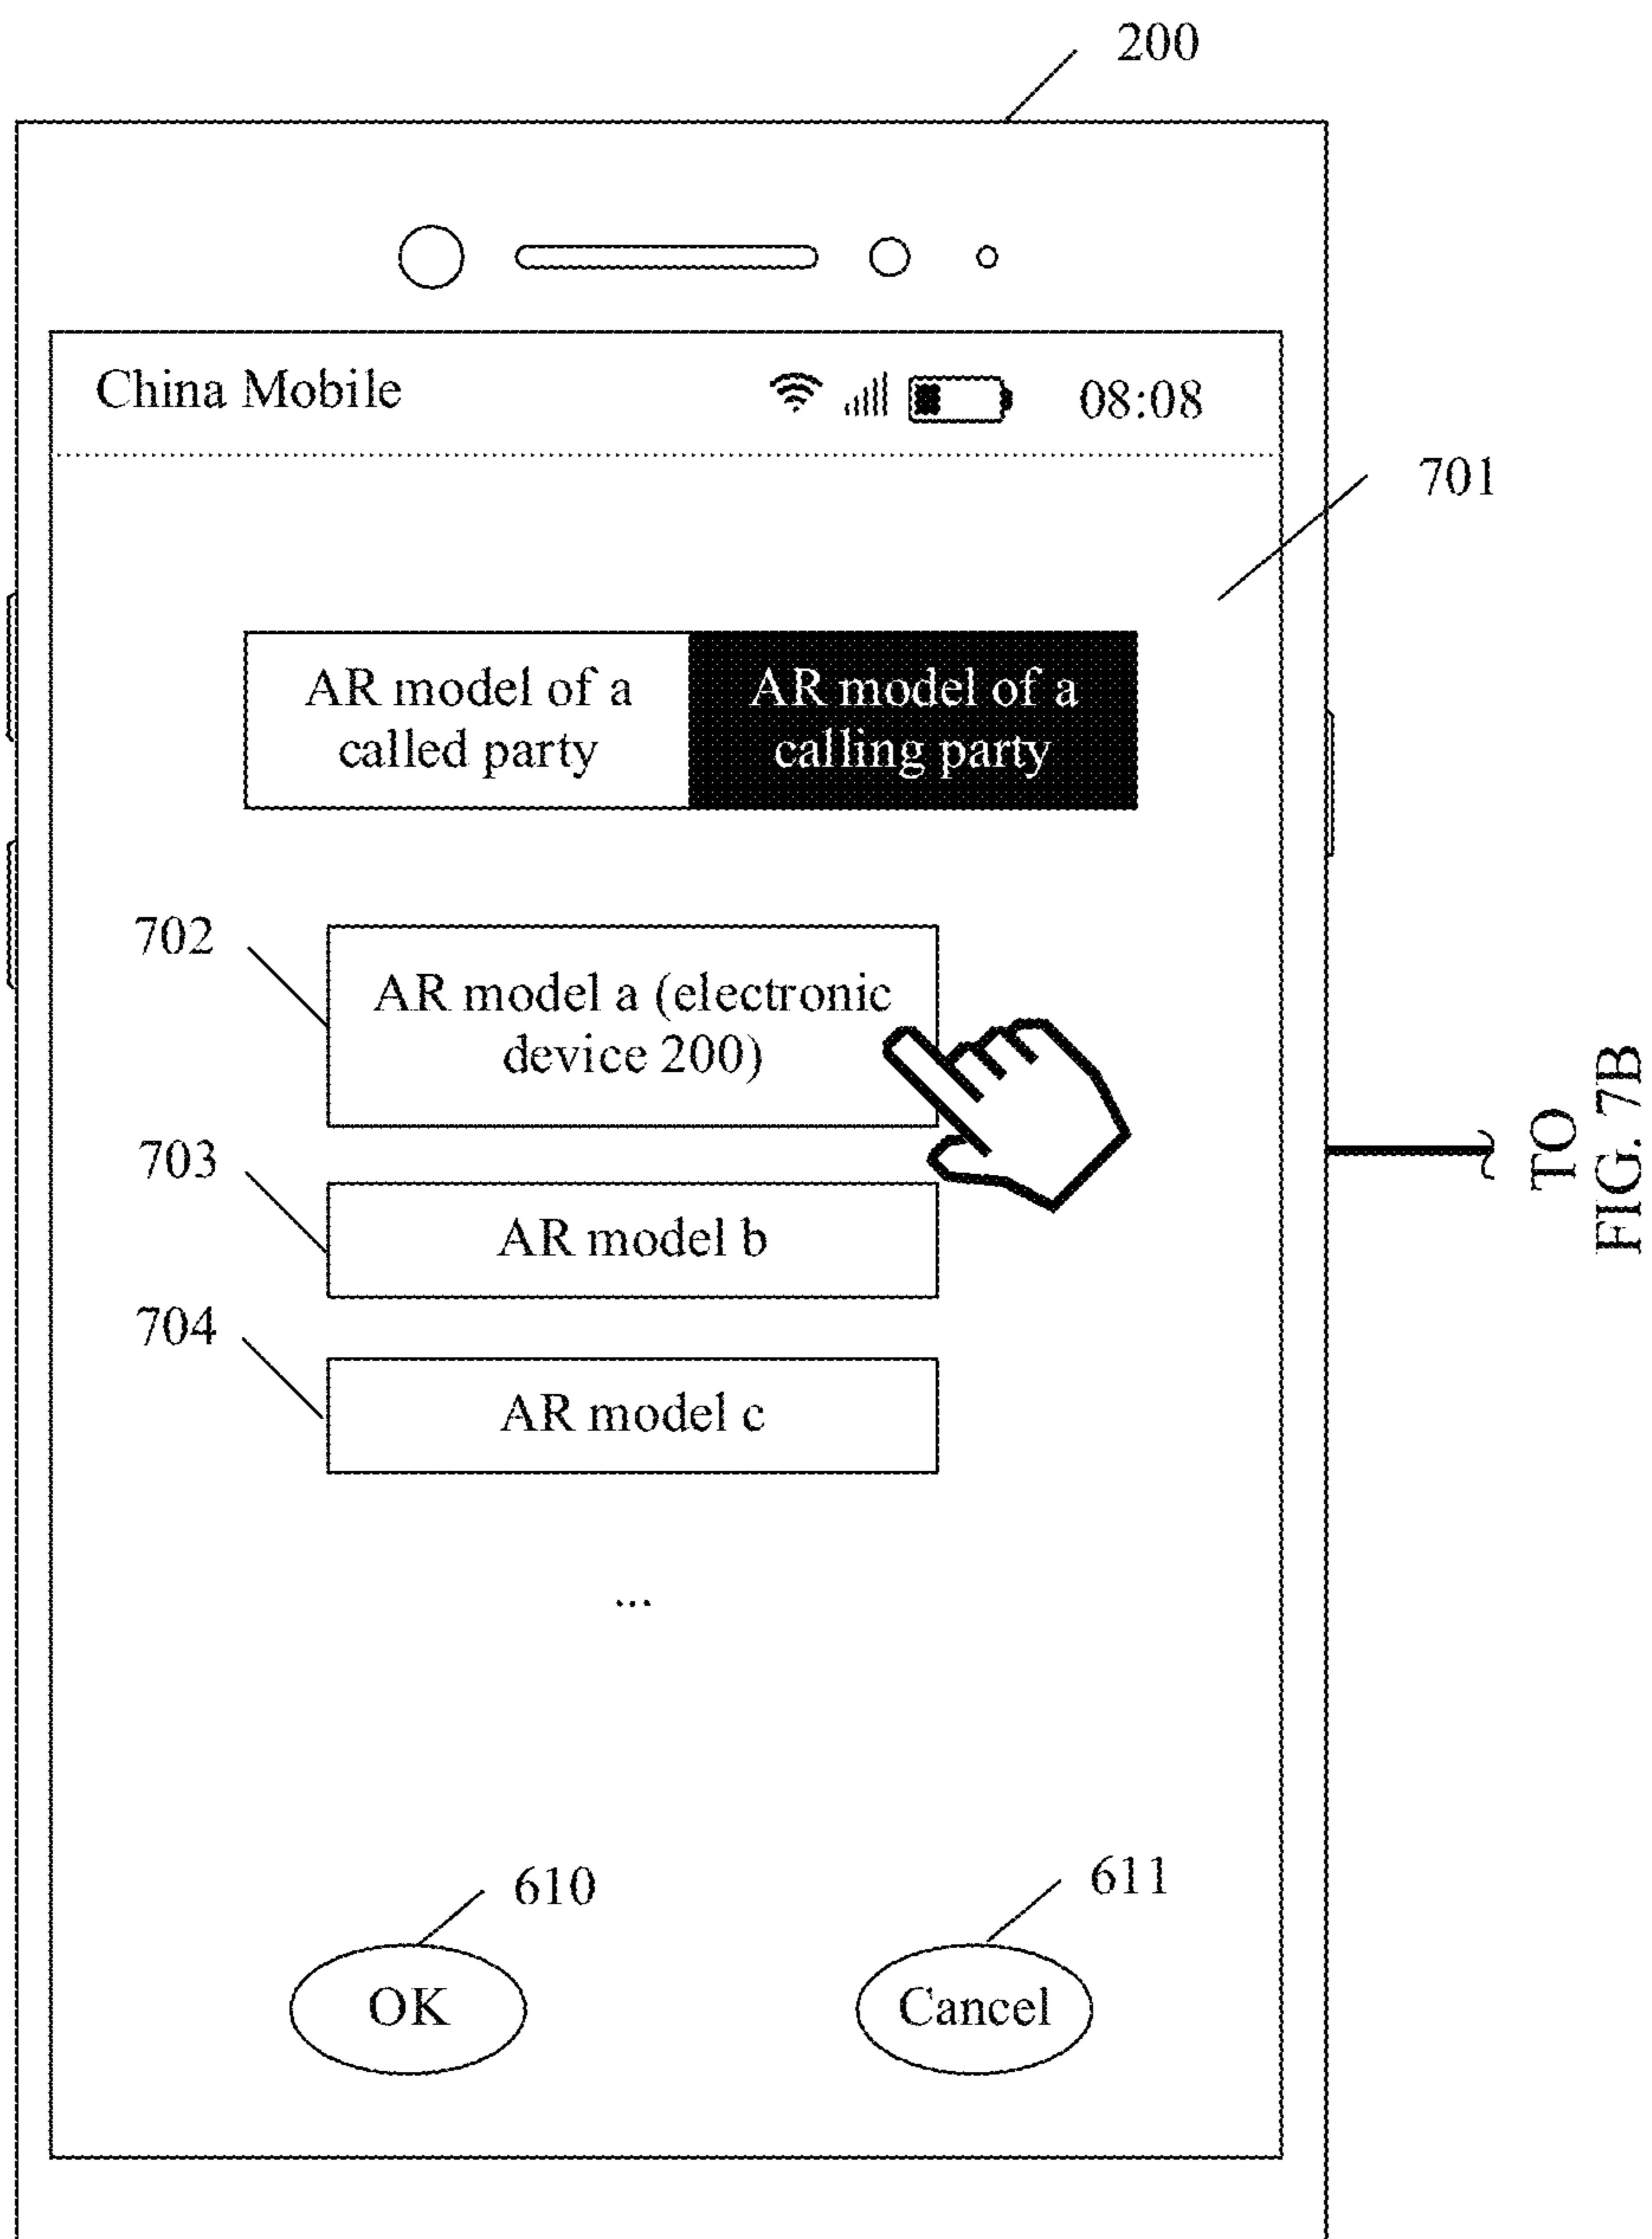 200
China Mobile
08:08
701
AR model of a
called party
AR model of a
calling party
702
AR model a (electronic
device 200)
703
AR model b
704
AR model c
...
TO
FIG. 7B
610
611
OK
Cancel